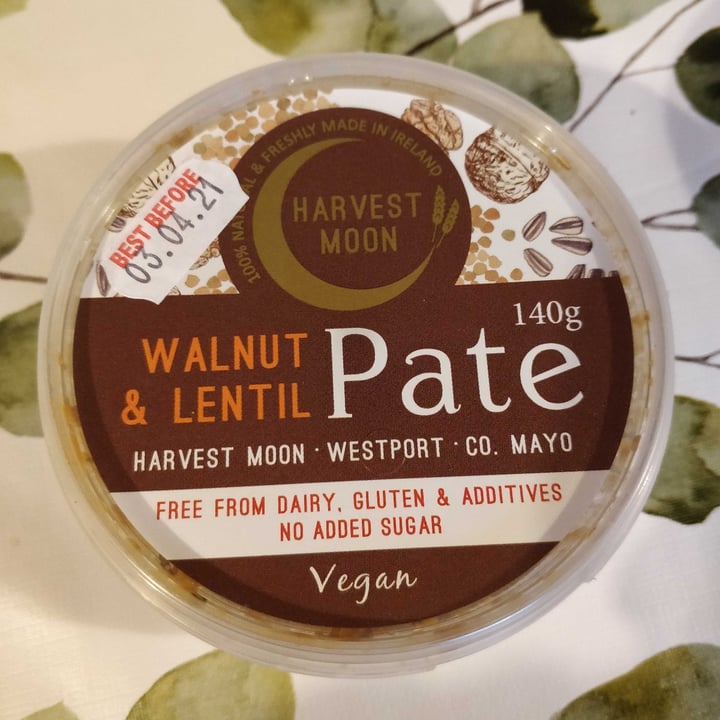 100% NATURAL & FRESHLY MADE IN IRELAND
HARVEST
MOON
BEST BEFORE
03.04.21
140g
WALNUT
& LENTIL
Pate
HARVEST MOON · WESTPORT · CO. MAYO
FREE FROM DAIRY, GLUTEN & ADDITIVES
NO ADDED SUGAR
Vegan